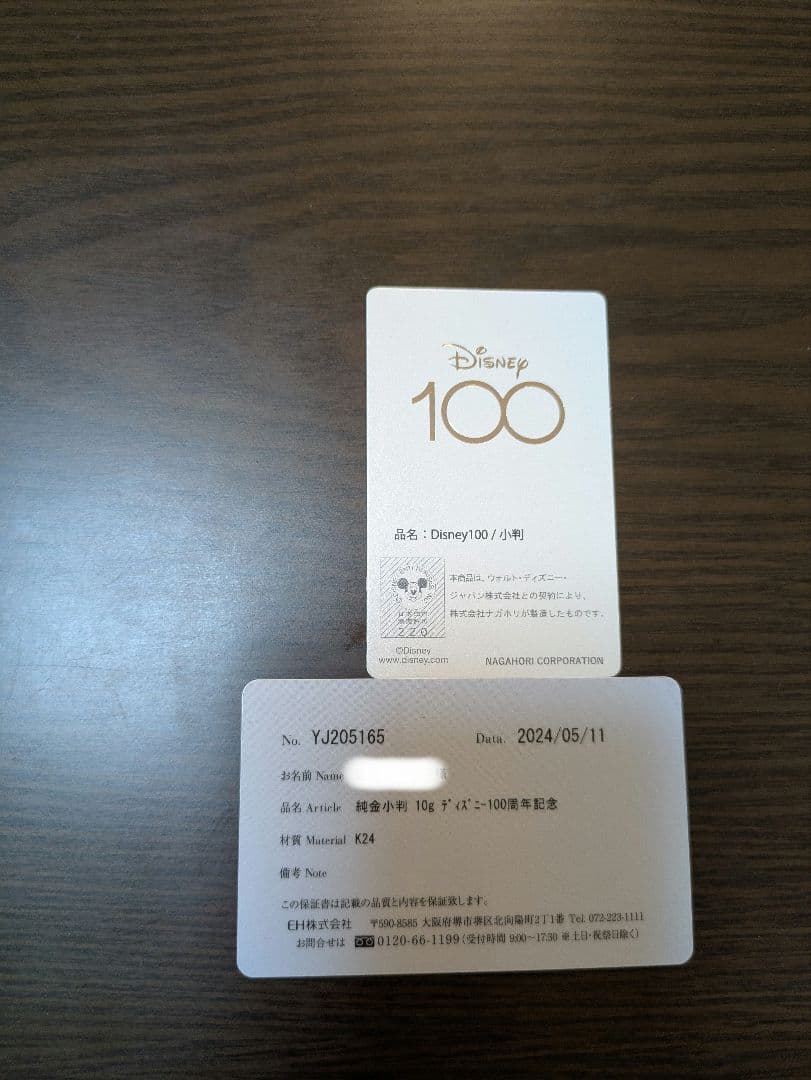 Disney
100
品名：Disney100 / 小判
本商品は、ウォルト・ディズニー・
ジャパン株式会社との契約により、
株式会社ナガホリが製造したものです。
220
©Disney
www.disney.com
NAGAHORI CORPORATION
No. YJ205165 Data. 2024/05/11
お名前 Name
品名 Article 純金小判 10g ﾃﾞｨｽﾞﾆｰ100周年記念
材質 Material K24
備考 Note
この保証書は記載の品質と内容を保証致します。
EH株式会社 〒590-8585 大阪府堺市堺区北向陽町2丁1番 Tel. 072-223-1111
お問合せは 0120-66-1199（受付時間 9:00～17:30 ※土日・祝祭日除く）